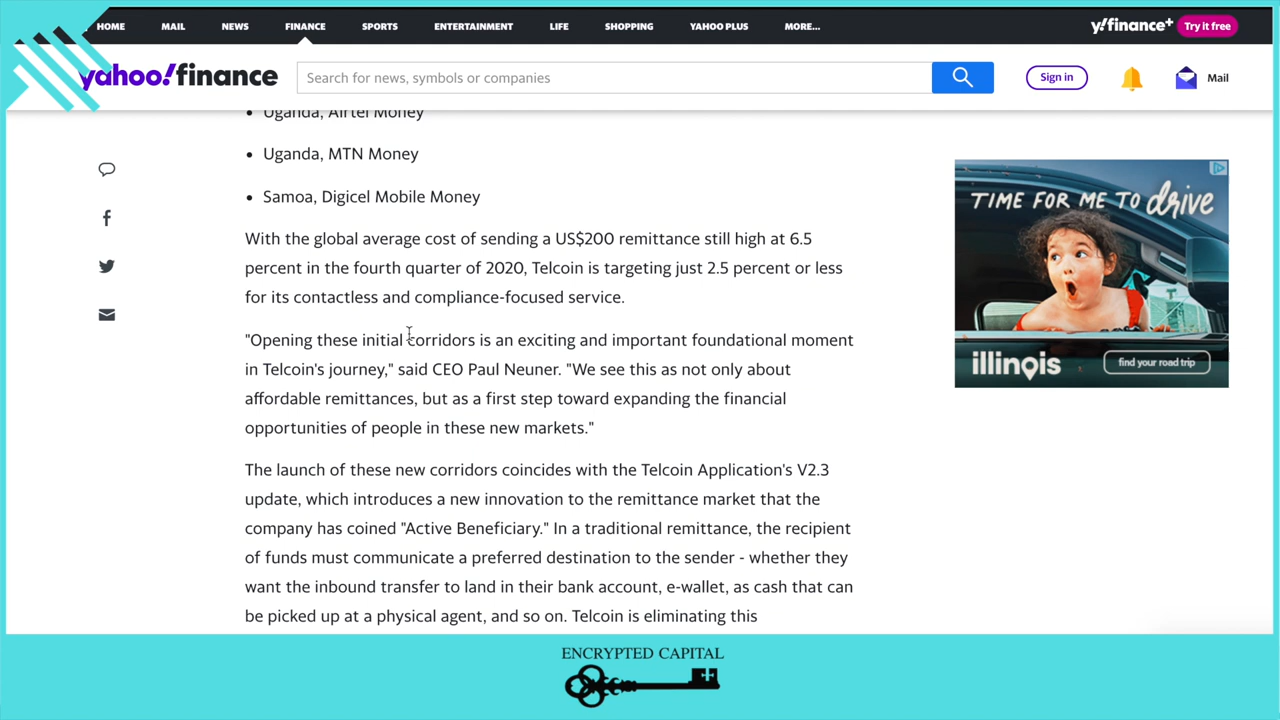 HOME MAIL NEWS FINANCE SPORTS ENTERTAINMENT LIFE SHOPPING YAHOO PLUS MORE... y!finance+ Try it free
yahoo!finance Search for news, symbols or companies Sign in Mail
• Uganda, Airtel Money
• Uganda, MTN Money
• Samoa, Digicel Mobile Money
With the global average cost of sending a US$200 remittance still high at 6.5
percent in the fourth quarter of 2020, Telcoin is targeting just 2.5 percent or less
for its contactless and compliance-focused service.
"Opening these initial corridors is an exciting and important foundational moment
in Telcoin's journey," said CEO Paul Neuner. "We see this as not only about
affordable remittances, but as a first step toward expanding the financial
opportunities of people in these new markets."
The launch of these new corridors coincides with the Telcoin Application's V2.3
update, which introduces a new innovation to the remittance market that the
company has coined "Active Beneficiary." In a traditional remittance, the recipient
of funds must communicate a preferred destination to the sender - whether they
want the inbound transfer to land in their bank account, e-wallet, as cash that can
be picked up at a physical agent, and so on. Telcoin is eliminating this
TIME FOR ME TO drive
illinois find your road trip
ENCRYPTED CAPITAL